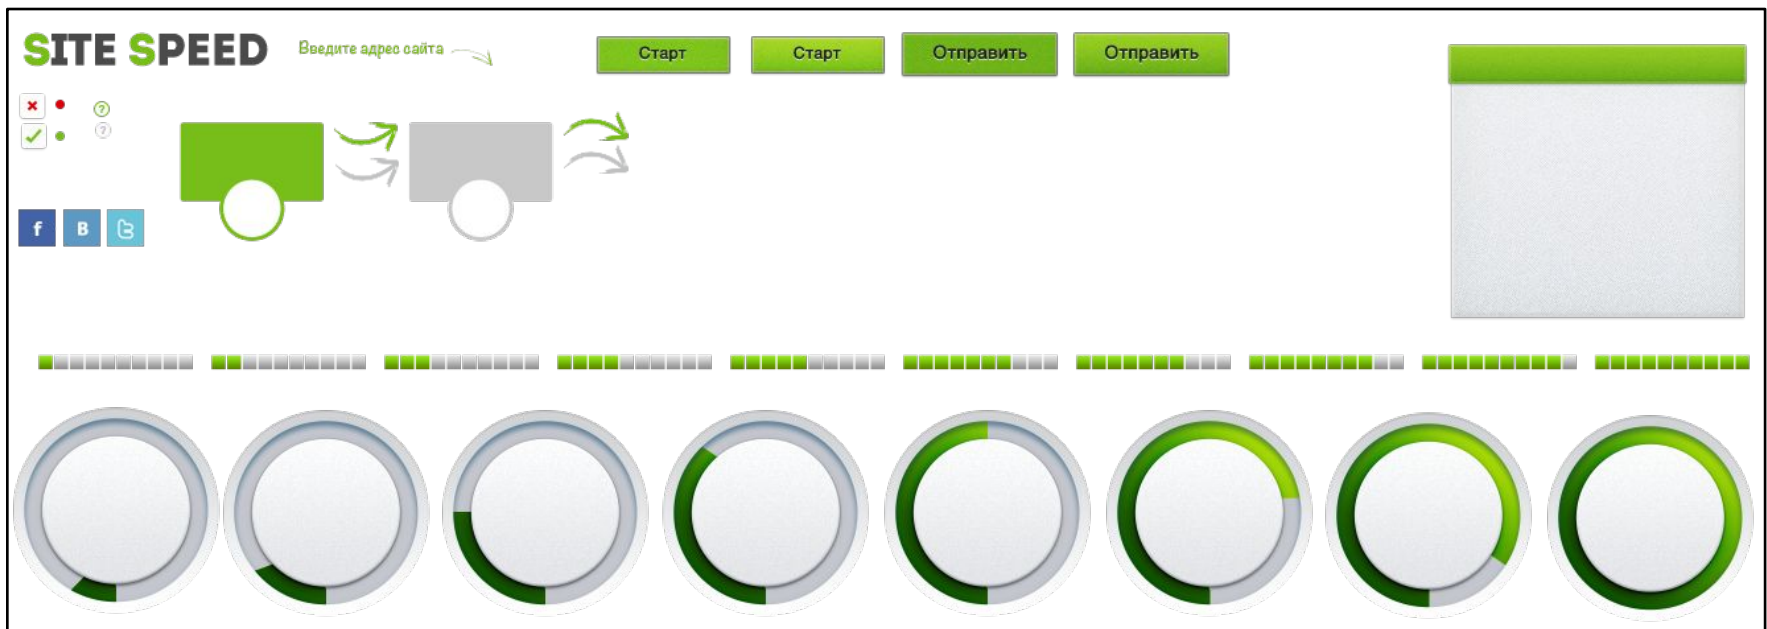 SITE SPEED
Введите адрес сайта
Старт
Старт
Отправить
Отправить
?
?
f
B